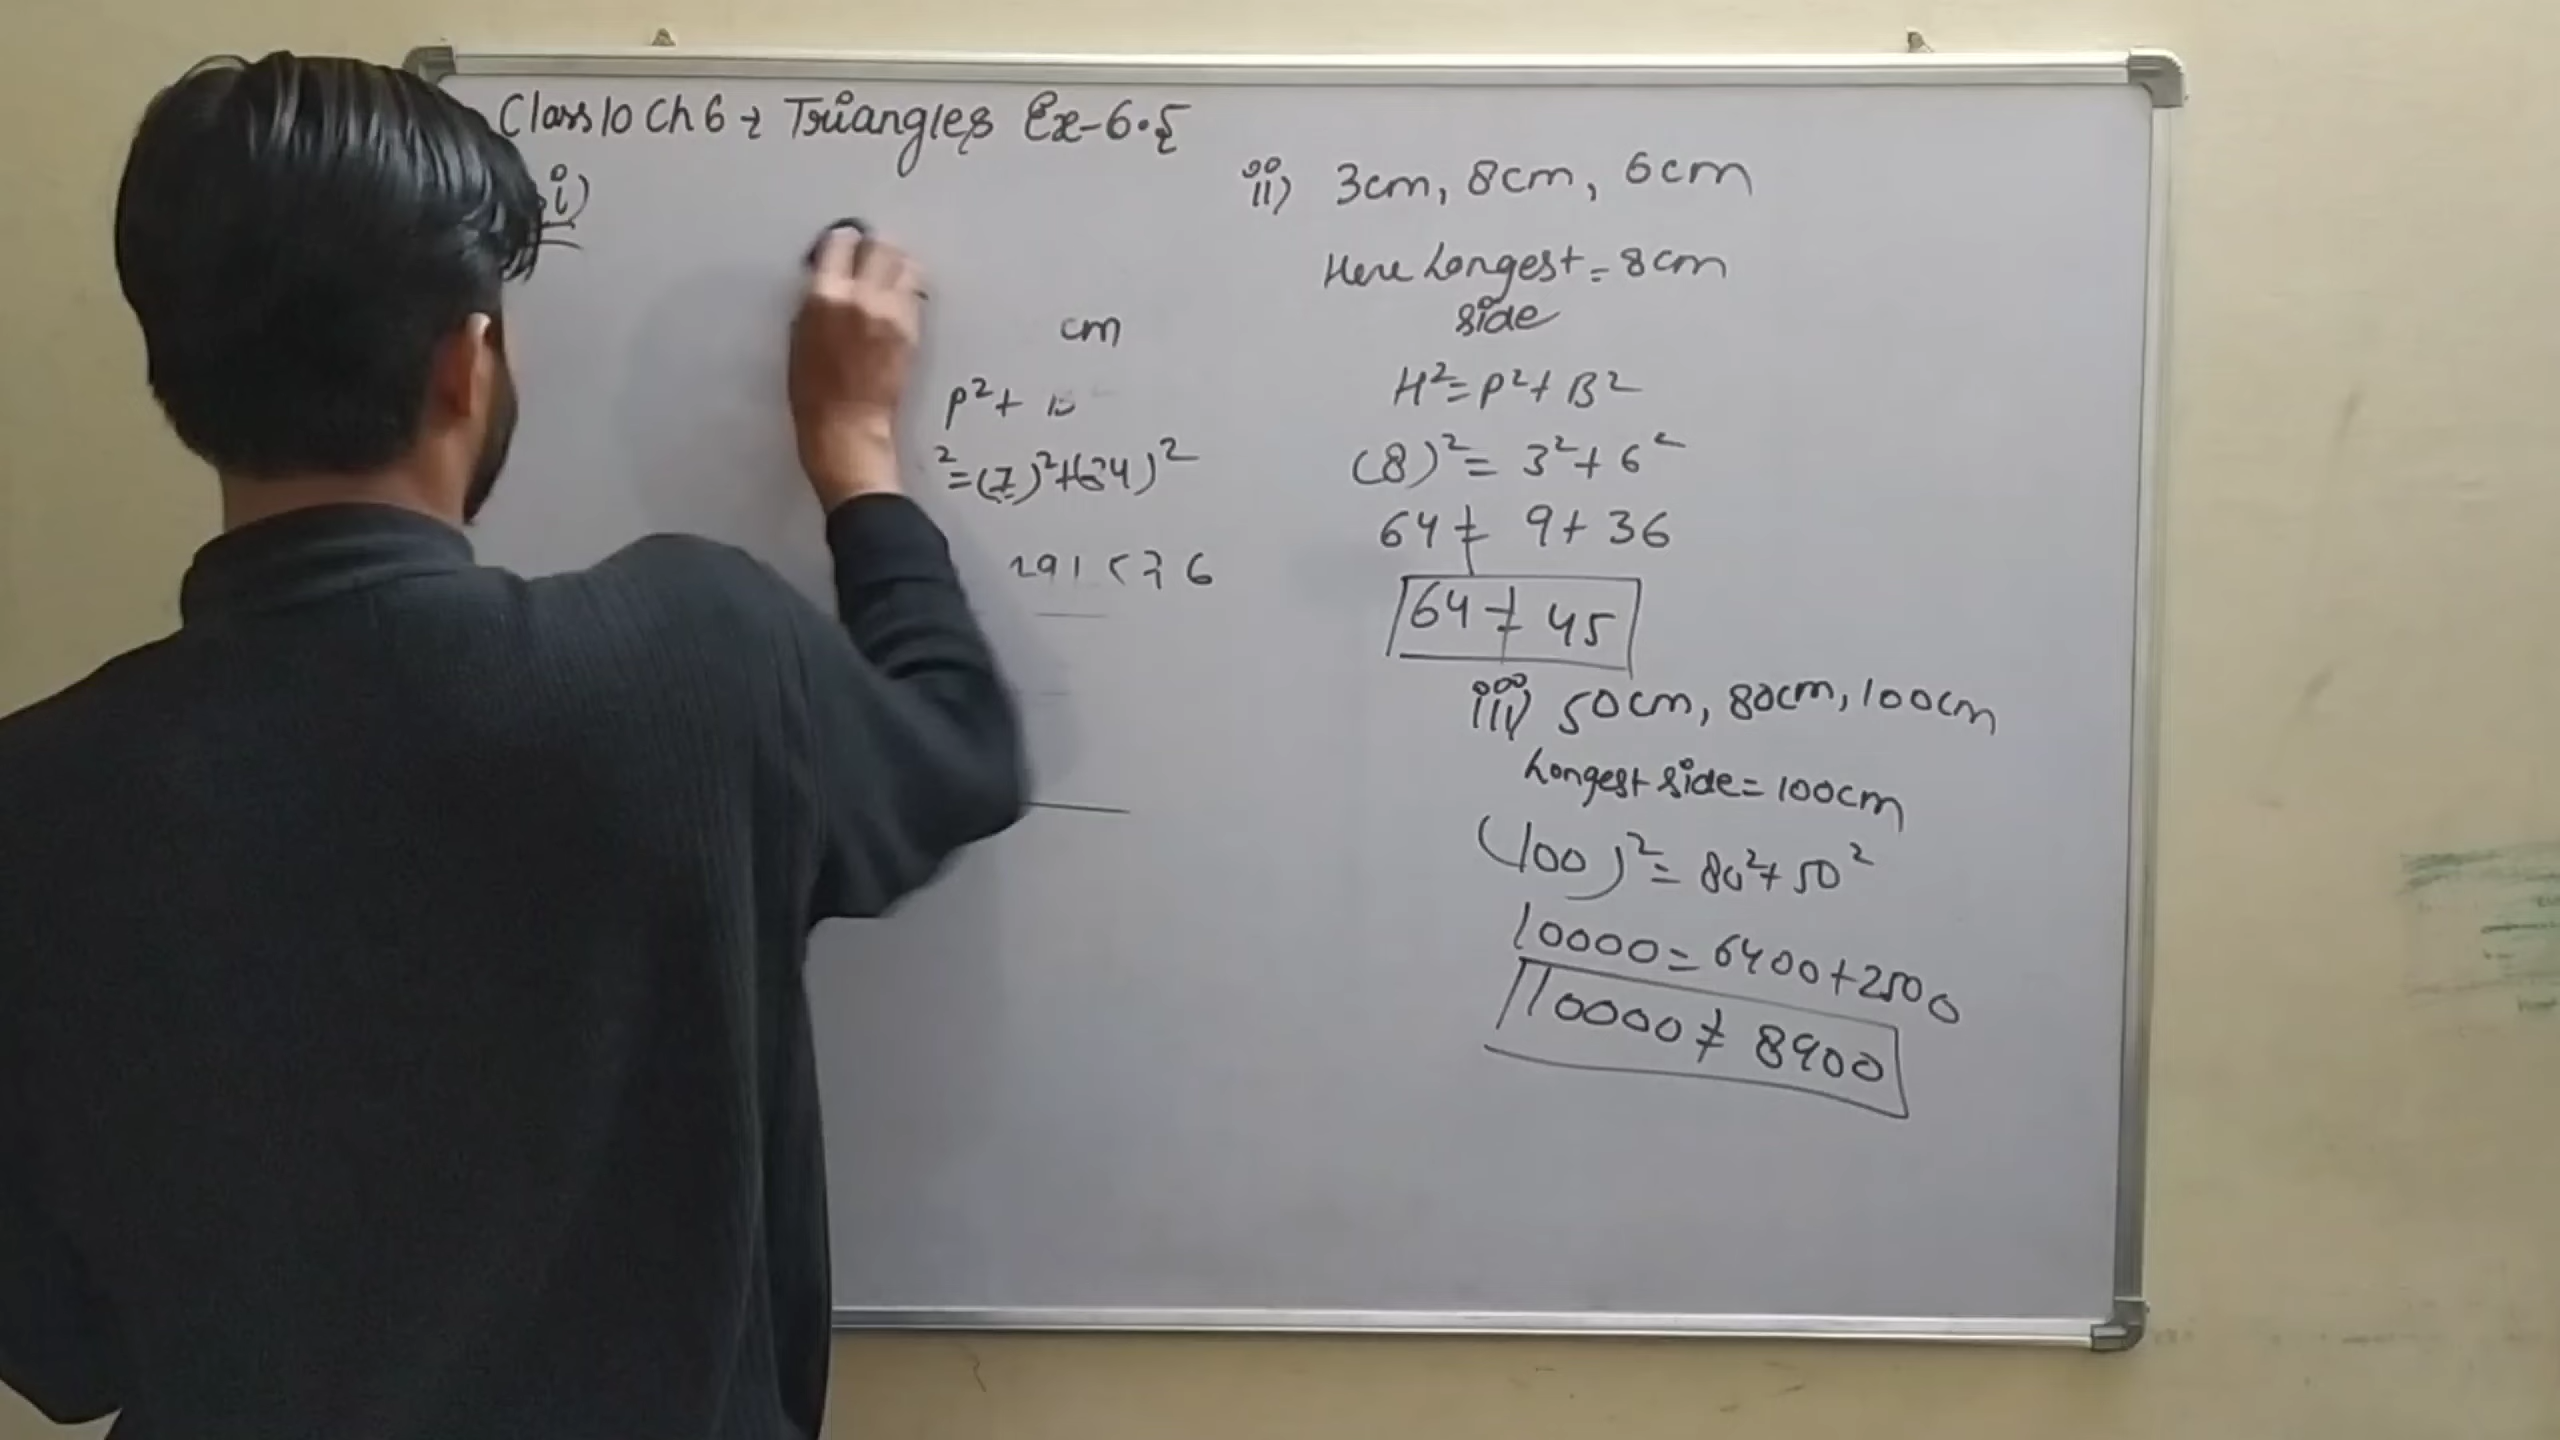 Class 10 Ch 6 → Triangles Ex-6.5
i)
cm
P²+
²=(7)²+(24)²
6
ii) 3cm, 8cm, 6cm
Here Longest = 8cm
side
H²= P²+ B²
(8)²= 3²+ 6²
64 ≠ 9+ 36
64 ≠ 45
iii) 50cm, 80cm, 100cm
Longest side = 100cm
(100)²= 80²+ 50²
10000 = 6400+2500
10000 ≠ 8900